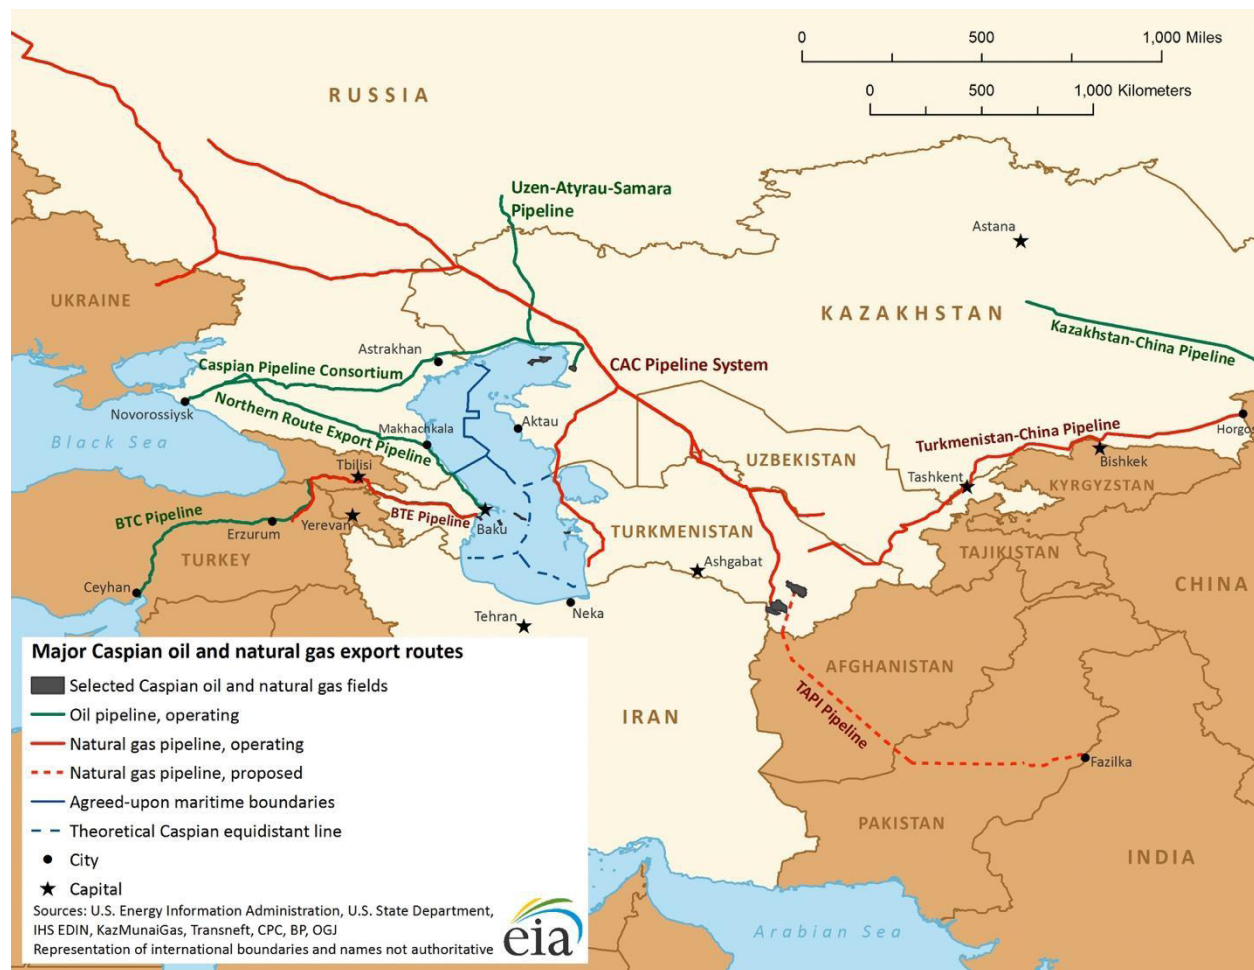 0 500 1,000 Miles
0 500 1,000 Kilometers
RUSSIA
Uzen-Atyrau-Samara
Pipeline
Astana
UKRAINE
KAZAKHSTAN
Kazakhstan-China Pipeline
Astrakhan
Caspian Pipeline Consortium
CAC Pipeline System
Novorossiysk
Northern Route Export Pipeline
Makhachkala
Aktau
Turkmenistan-China Pipeline
Horgos
Black Sea
Tbilisi
UZBEKISTAN
Tashkent
Bishkek
KYRGYZSTAN
BTC Pipeline
Erzurum
Yerevan
BTE Pipeline
Baku
TURKMENISTAN
TURKEY
Ashgabat
TAJIKISTAN
CHINA
Ceyhan
Tehran
Neka
AFGHANISTAN
TAPI Pipeline
IRAN
Fazilka
PAKISTAN
INDIA
Arabian Sea
Major Caspian oil and natural gas export routes
Selected Caspian oil and natural gas fields
Oil pipeline, operating
Natural gas pipeline, operating
Natural gas pipeline, proposed
Agreed-upon maritime boundaries
Theoretical Caspian equidistant line
City
Capital
Sources: U.S. Energy Information Administration, U.S. State Department,
IHS EDIN, KazMunaiGas, Transneft, CPC, BP, OGJ
Representation of international boundaries and names not authoritative
eia